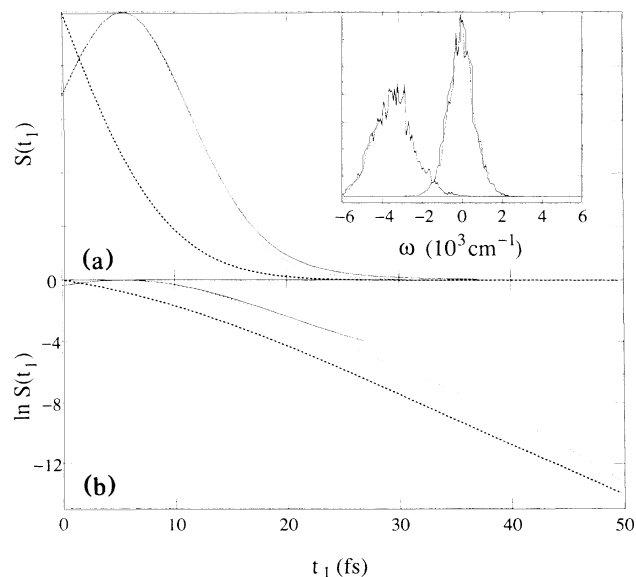 S(t₁)
(a)
-6 -4 -2 0 2 4 6
ω (10³cm⁻¹)
0
-4
-8
-12
ln S(t₁)
(b)
0 10 20 30 40 50
t₁ (fs)